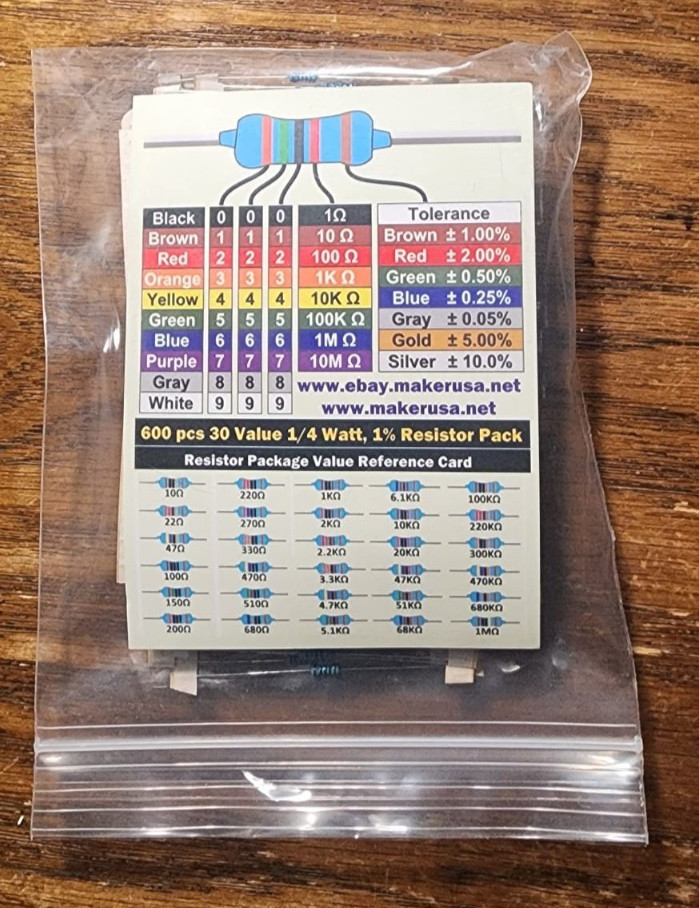 Black 0 0 0 1Ω Tolerance
Brown 1 1 1 10 Ω Brown ± 1.00%
Red 2 2 2 100 Ω Red ± 2.00%
Orange 3 3 3 1K Ω Green ± 0.50%
Yellow 4 4 4 10K Ω Blue ± 0.25%
Green 5 5 5 100K Ω Gray ± 0.05%
Blue 6 6 6 1M Ω Gold ± 5.00%
Purple 7 7 7 10M Ω Silver ± 10.0%
Gray 8 8 8 www.ebay.makerusa.net
White 9 9 9 www.makerusa.net
600 pcs 30 Value 1/4 Watt, 1% Resistor Pack
Resistor Package Value Reference Card
10Ω 220Ω 1KΩ 6.1KΩ 100KΩ
22Ω 270Ω 2KΩ 10KΩ 220KΩ
47Ω 330Ω 2.2KΩ 20KΩ 300KΩ
100Ω 470Ω 3.3KΩ 47KΩ 470KΩ
150Ω 510Ω 4.7KΩ 51KΩ 680KΩ
200Ω 680Ω 5.1KΩ 68KΩ 1MΩ